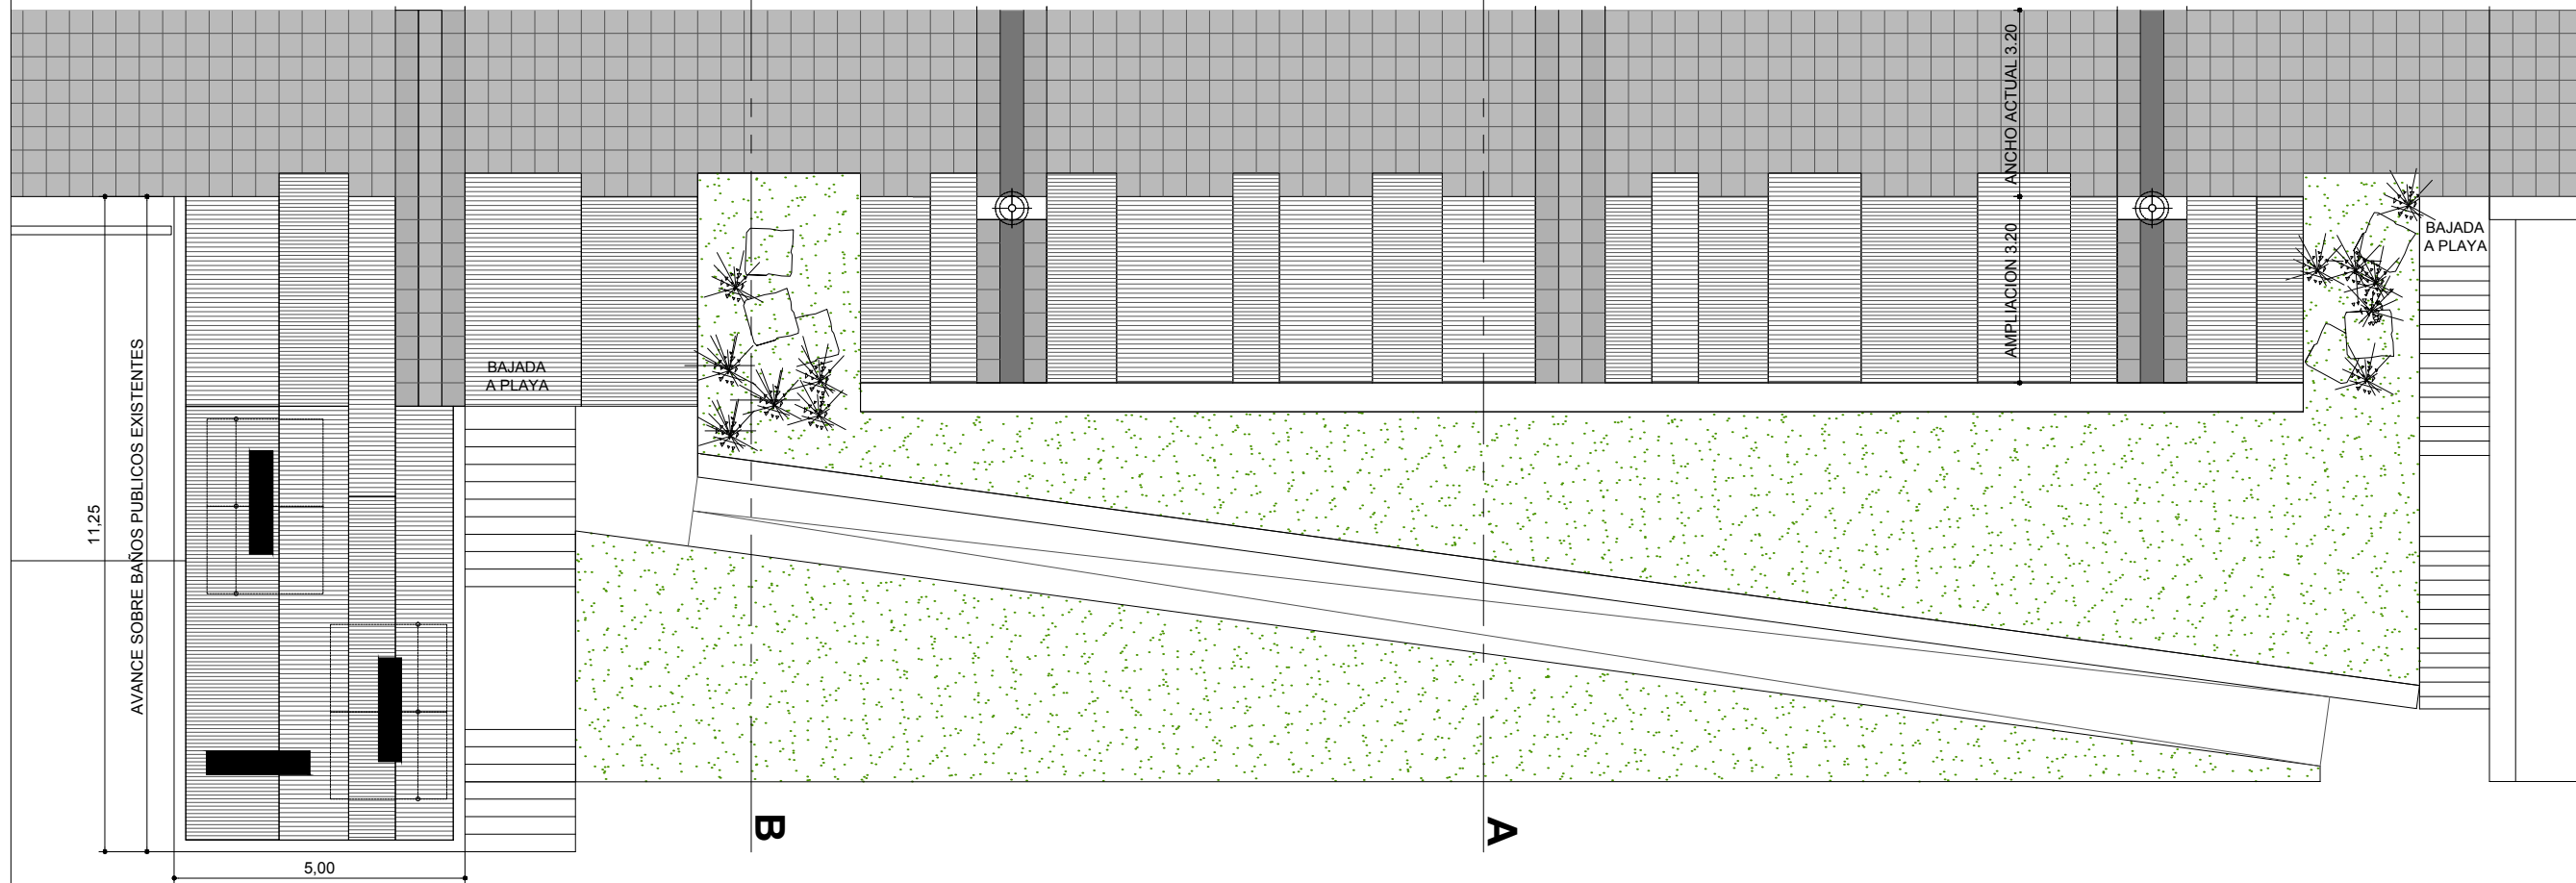 ANCHO ACTUAL 3.20
AMPLIACION 3.20
BAJADA
A PLAYA
BAJADA
A PLAYA
AVANCE SOBRE BAÑOS PUBLICOS EXISTENTES
11,25
5,00
B
A